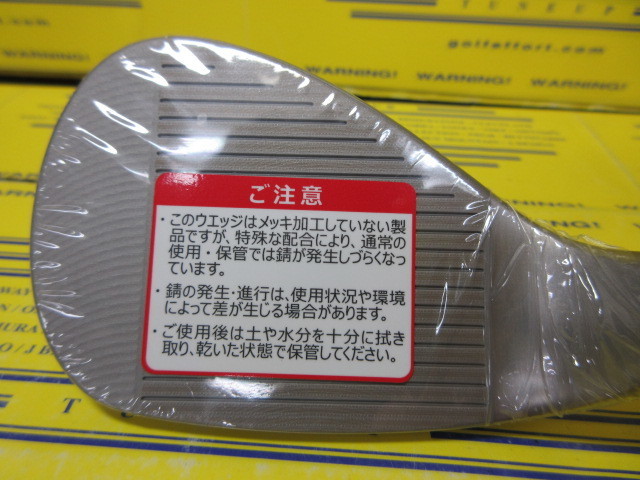 TUNEUP
golfeffort.com
WARNING!
WARNING!
WARNING!
WARNING!
ご注意
・このウエッジはメッキ加工していない製
品ですが、特殊な配合により、通常の
使用・保管では錆が発生しづらくなっ
ています。
・錆の発生・進行は、使用状況や環境
によって差が生じる場合があります。
・ご使用後は土や水分を十分に拭き
取り、乾いた状態で保管してください。
T